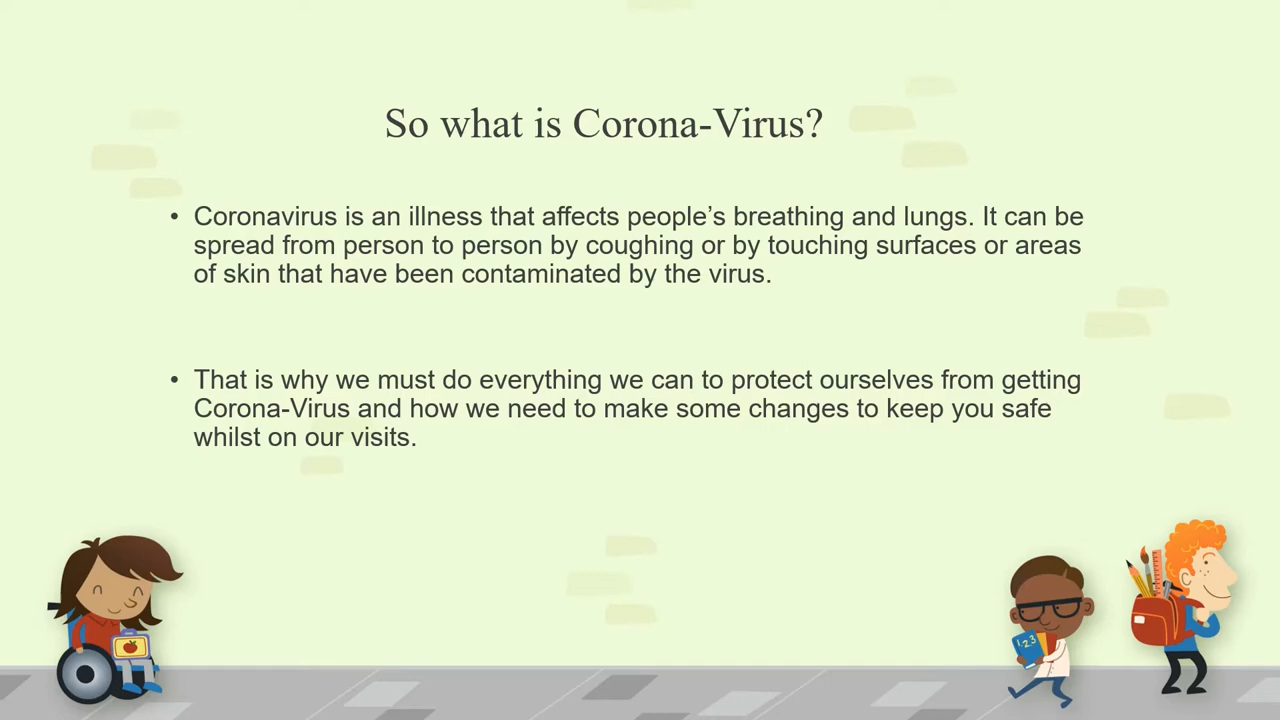 So what is Corona-Virus?
• Coronavirus is an illness that affects people’s breathing and lungs. It can be
spread from person to person by coughing or by touching surfaces or areas
of skin that have been contaminated by the virus.
• That is why we must do everything we can to protect ourselves from getting
Corona-Virus and how we need to make some changes to keep you safe
whilst on our visits.
123